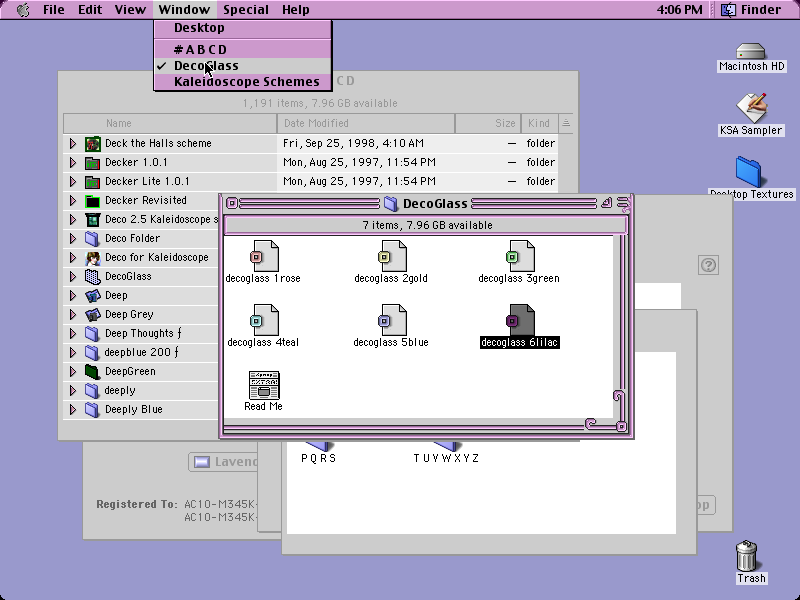 File Edit View Window Special Help 4:06 PM Finder
Desktop
# A B C D
✓ DecoGlass
Kaleidoscope Schemes
C D
1,191 items, 7.96 GB available
Name Date Modified Size Kind
Deck the Halls scheme Fri, Sep 25, 1998, 4:10 AM — folder
Decker 1.0.1 Mon, Aug 25, 1997, 11:54 PM — folder
Decker Lite 1.0.1 Mon, Aug 25, 1997, 11:54 PM — folder
Decker Revisited
Deco 2.5 Kaleidoscope s
Deco Folder
Deco for Kaleidoscope
DecoGlass
Deep
Deep Grey
Deep Thoughts ƒ
deepblue 200 ƒ
DeepGreen
deeply
Deeply Blue
DecoGlass
7 items, 7.96 GB available
decoglass 1rose
decoglass 2gold
decoglass 3green
decoglass 4teal
decoglass 5blue
decoglass 6lilac
Read Me
P Q R S
T U V W X Y Z
Lavend
Registered To: AC10-M345K-
AC10-M345K-
op
Macintosh HD
KSA Sampler
Desktop Textures
Trash